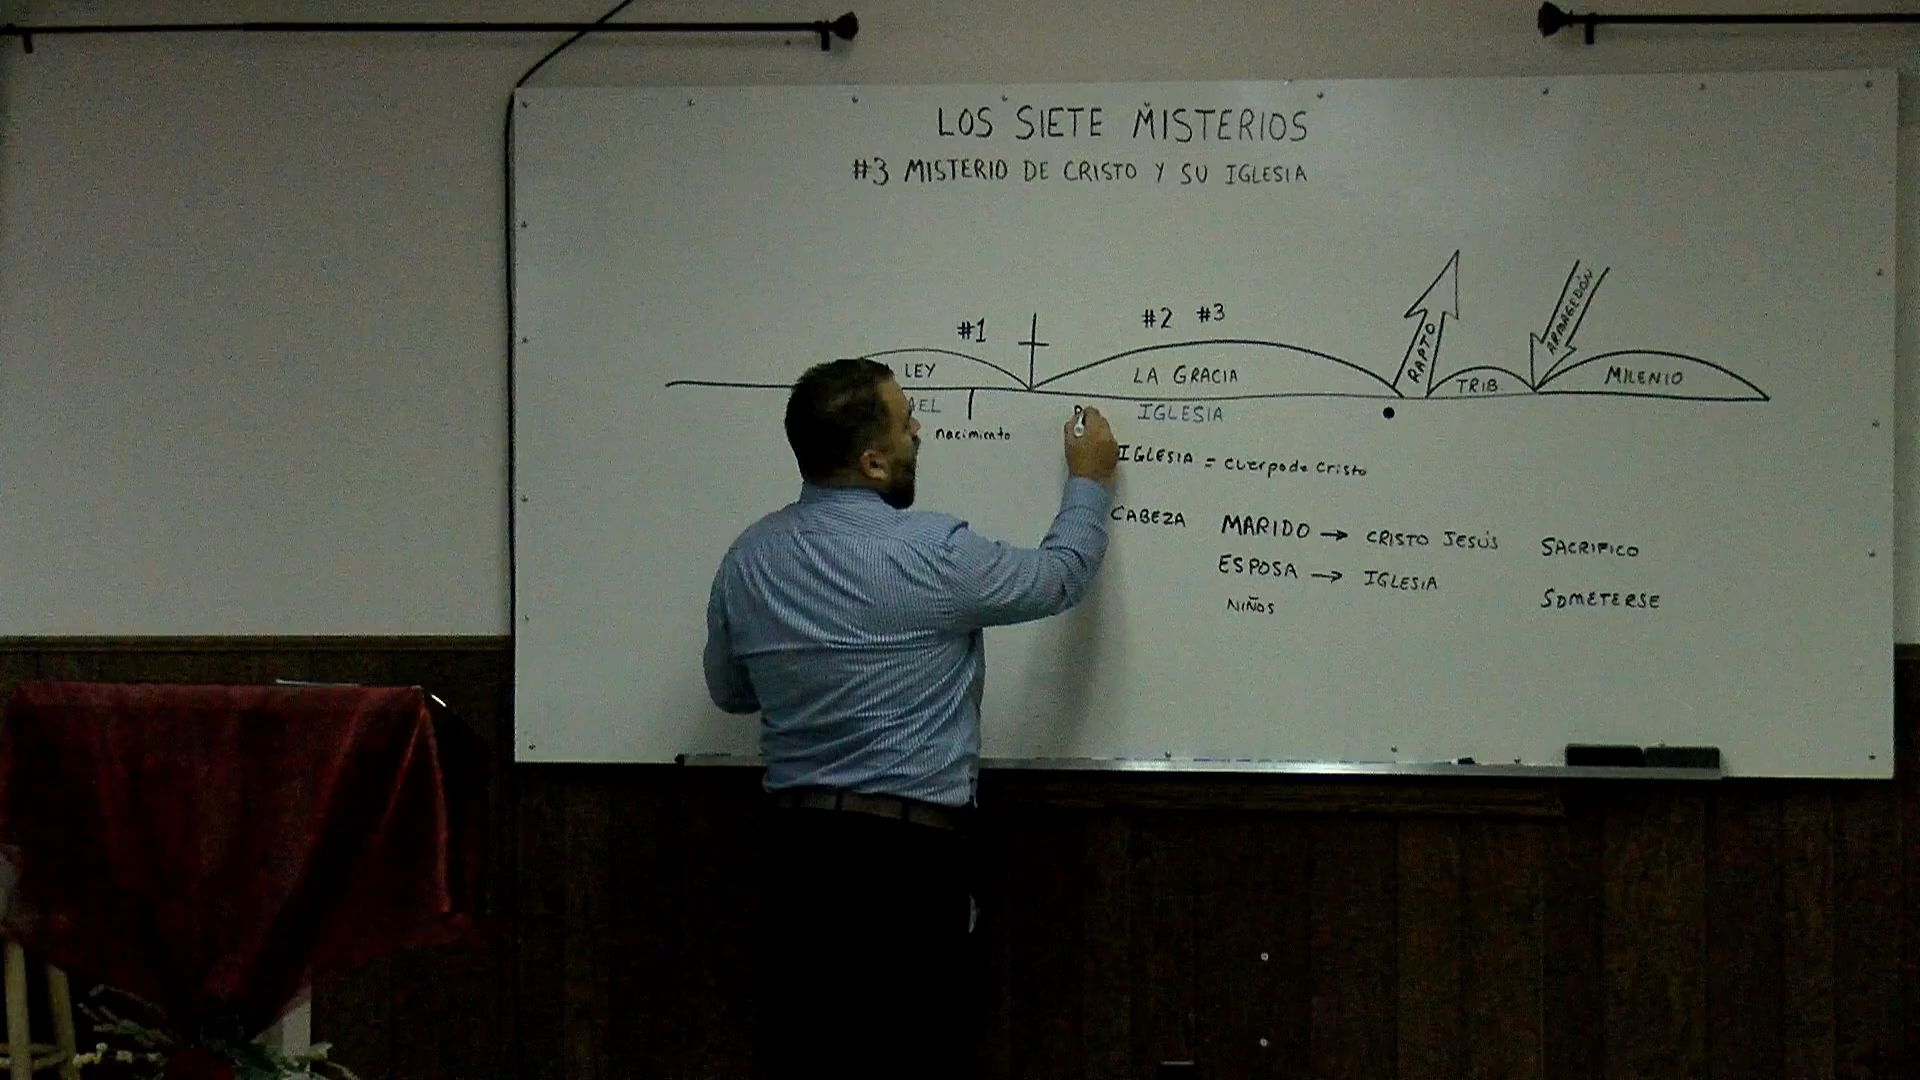 LOS SIETE MISTERIOS
#3 MISTERIO DE CRISTO Y SU IGLESIA
#1 #2 #3
LEY LA GRACIA RAPTO TRIB ARMAGEDÓN MILENIO
AEL IGLESIA
nacimiento
IGLESIA = cuerpo de Cristo
CABEZA MARIDO → CRISTO JESÚS SACRIFICO
ESPOSA → IGLESIA
SOMETERSE
NIÑOS